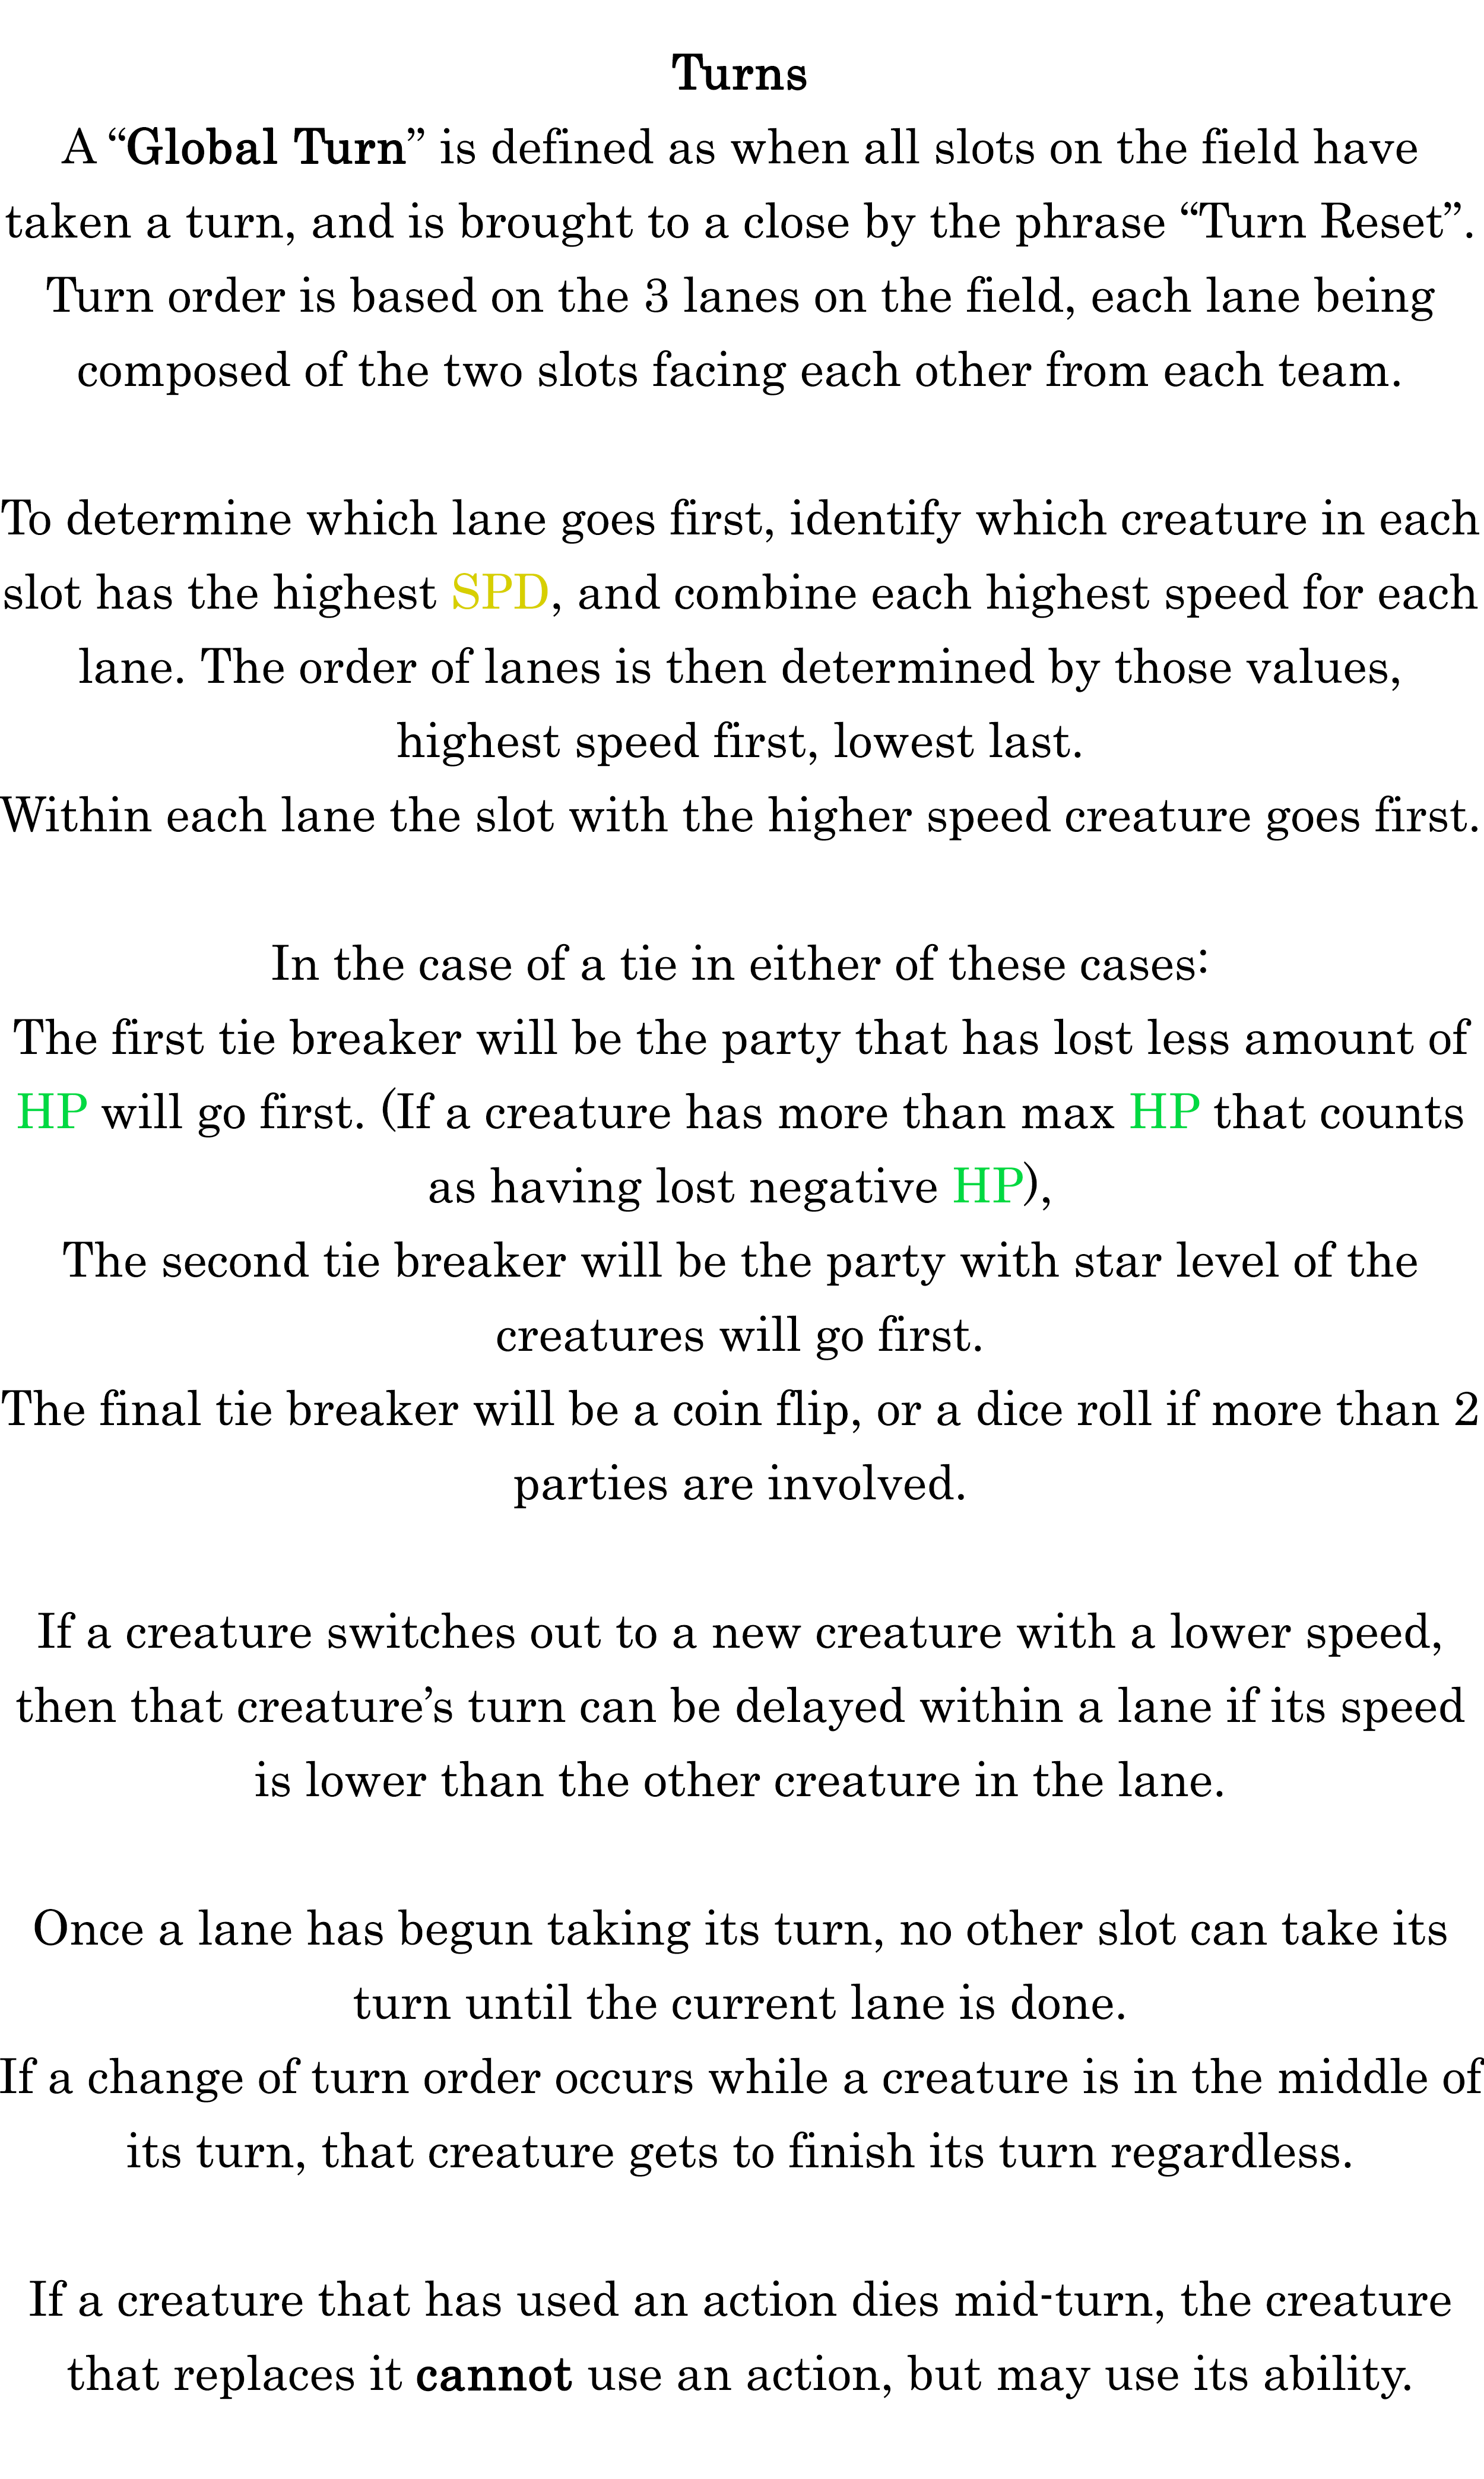 Turns
A “Global Turn” is defined as when all slots on the field have
taken a turn, and is brought to a close by the phrase “Turn Reset”.
Turn order is based on the 3 lanes on the field, each lane being
composed of the two slots facing each other from each team.
To determine which lane goes first, identify which creature in each
slot has the highest SPD, and combine each highest speed for each
lane. The order of lanes is then determined by those values,
highest speed first, lowest last.
Within each lane the slot with the higher speed creature goes first.
In the case of a tie in either of these cases:
The first tie breaker will be the party that has lost less amount of
HP will go first. (If a creature has more than max HP that counts
as having lost negative HP),
The second tie breaker will be the party with star level of the
creatures will go first.
The final tie breaker will be a coin flip, or a dice roll if more than 2
parties are involved.
If a creature switches out to a new creature with a lower speed,
then that creature’s turn can be delayed within a lane if its speed
is lower than the other creature in the lane.
Once a lane has begun taking its turn, no other slot can take its
turn until the current lane is done.
If a change of turn order occurs while a creature is in the middle of
its turn, that creature gets to finish its turn regardless.
If a creature that has used an action dies mid-turn, the creature
that replaces it cannot use an action, but may use its ability.